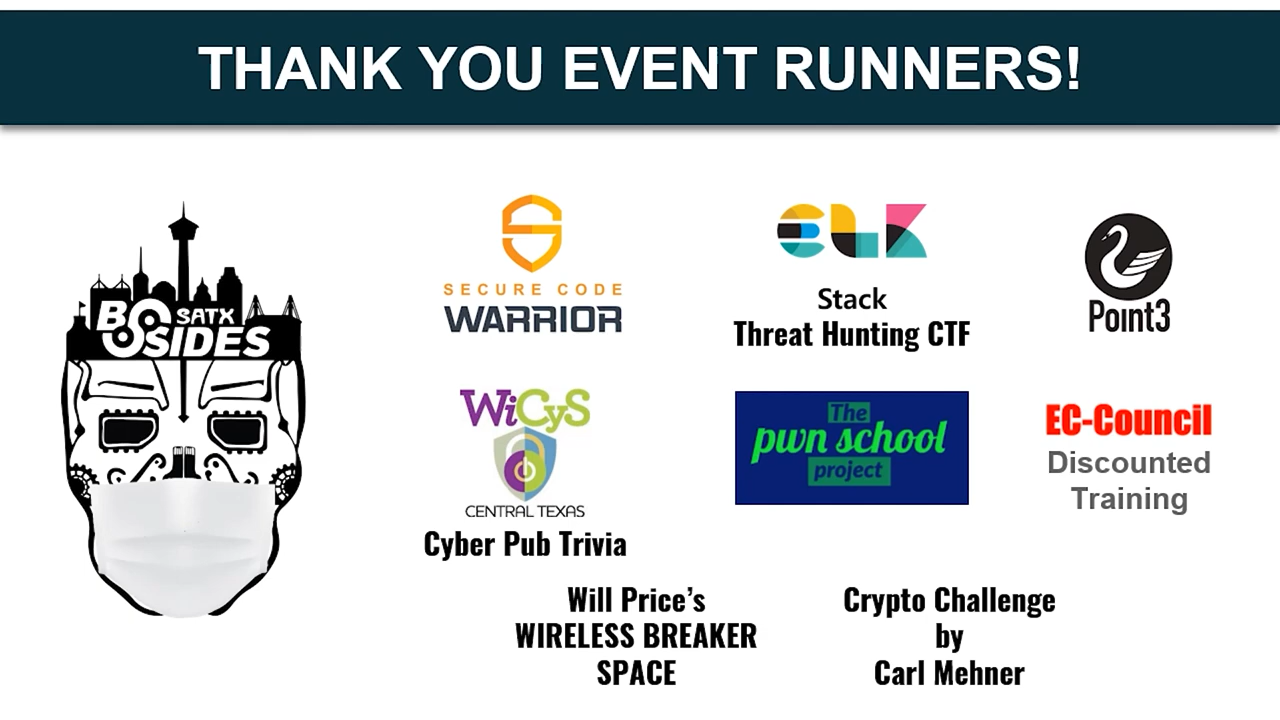 THANK YOU EVENT RUNNERS!
BSIDES
SATX
SECURE CODE
WARRIOR
ELK
Stack
Threat Hunting CTF
Point3
WiCyS
CENTRAL TEXAS
Cyber Pub Trivia
The
pwn school
project
EC-Council
Discounted
Training
Will Price’s
WIRELESS BREAKER
SPACE
Crypto Challenge
by
Carl Mehner